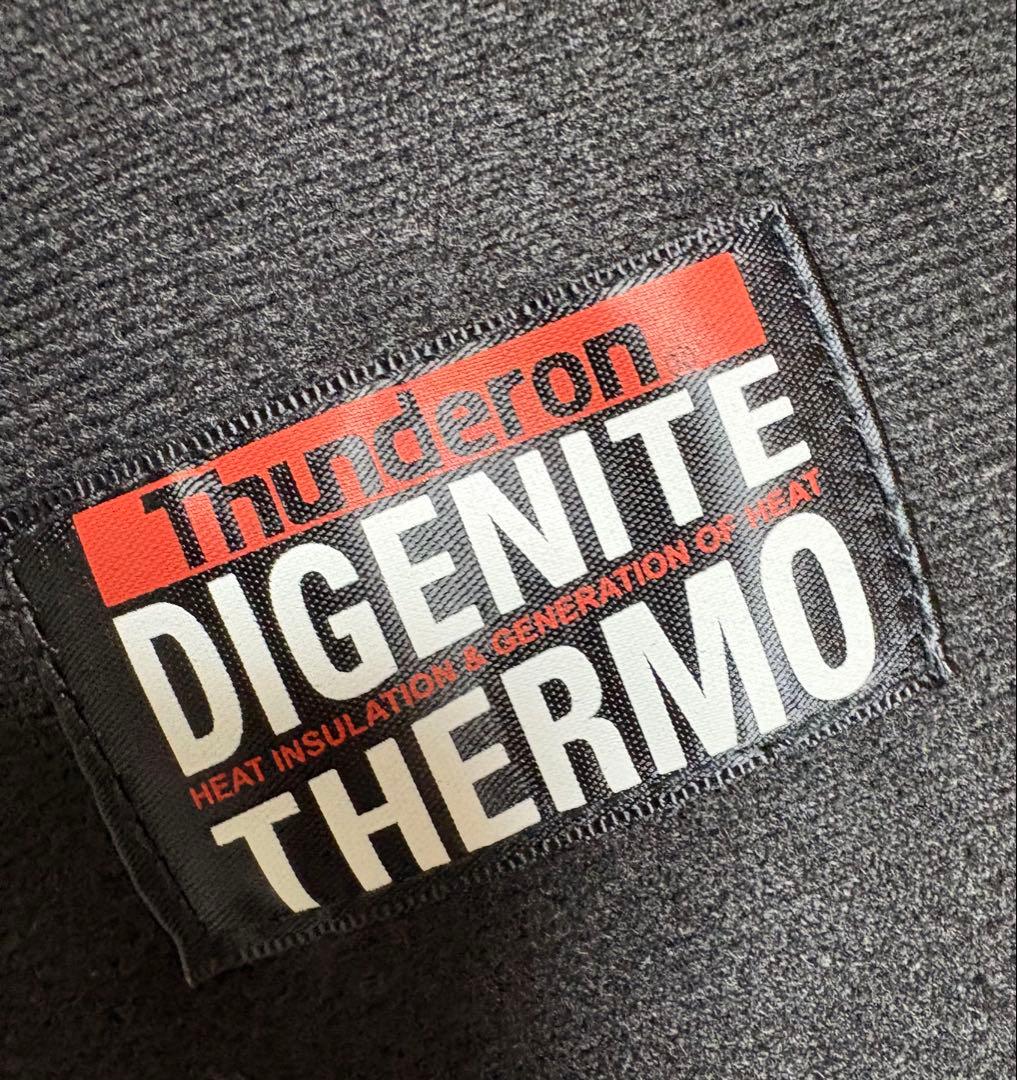 Thunderon
DIGENITE
HEAT INSULATION & GENERATION OF HEAT
THERMO